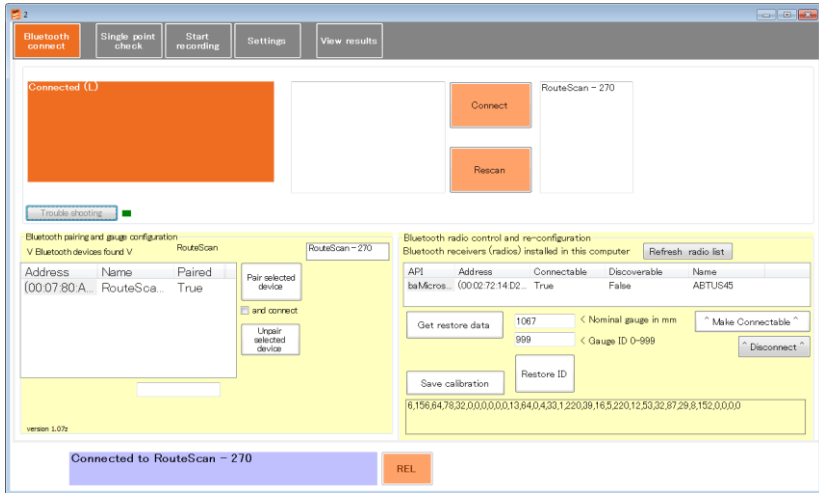 2
Bluetooth connect
Single point check
Start recording
Settings
View results
Connected (L)
Connect
Rescan
RouteScan - 270
Trouble shooting
Bluetooth pairing and gauge configuration
V Bluetooth devices found V
RouteScan
RouteScan - 270
Address Name Paired
(00:07:80:A... RouteSca... True
Pair selected device
and connect
Unpair selected device
version 1.07z
Bluetooth radio control and re-configuration
Bluetooth receivers (radios) installed in this computer
Refresh radio list
API Address Connectable Discoverable Name
baMicros... (00:02:72:14:D2... True False ABTUS45
Get restore data
1067
< Nominal gauge in mm
^ Make Connectable ^
999
< Gauge ID 0-999
^ Disconnect ^
Save calibration
Restore ID
6,156,64,78,32,0,0,0,0,0,0,13,64,0,4,33,1,220,39,16,5,220,12,53,32,87,29,8,152,0,0,0,0
Connected to RouteScan - 270
REL